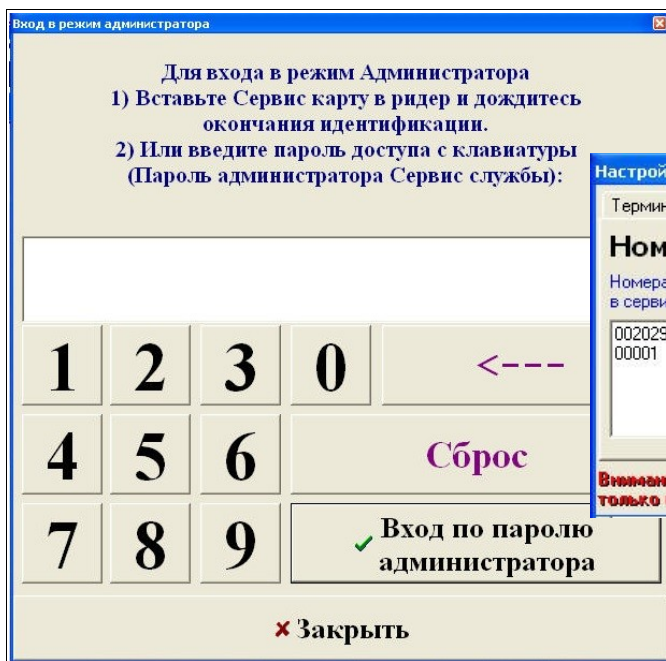 Вход в режим администратора
Для входа в режим Администратора
1) Вставьте Сервис карту в ридер и дождитесь
окончания идентификации.
2) Или введите пароль доступа с клавиатуры
(Пароль администратора Сервис службы):
Настрой
Термин
Ном
Номера
в серви
002029
00001
1 2 3 0 <---
4 5 6 Сброс
Вниман
только
7 8 9 Вход по паролю
администратора
Закрыть